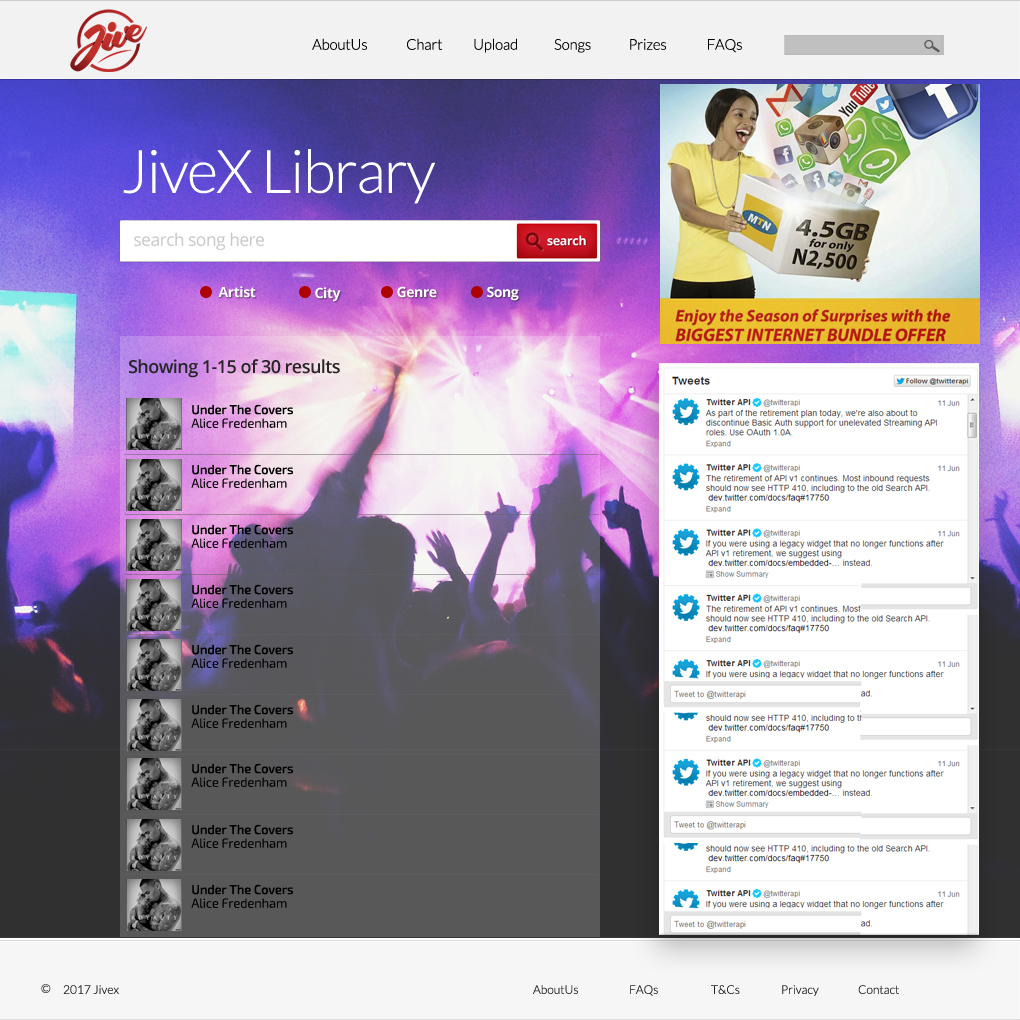 Jive
AboutUs
Chart
Upload
Songs
Prizes
FAQs
JiveX Library
search song here
search
Artist
City
Genre
Song
Showing 1-15 of 30 results
Under The Covers
Alice Fredenham
Under The Covers
Alice Fredenham
Under The Covers
Alice Fredenham
Under The Covers
Alice Fredenham
Under The Covers
Alice Fredenham
Under The Covers
Alice Fredenham
Under The Covers
Alice Fredenham
Under The Covers
Alice Fredenham
Under The Covers
Alice Fredenham
You Tube
MTN
4.5GB
for only
N2,500
Enjoy the Season of Surprises with the
BIGGEST INTERNET BUNDLE OFFER
Tweets
Follow @twitterapi
Twitter API @twitterapi 11 Jun
As part of the retirement plan today, we're also about to
discontinue Basic Auth support for unelevated Streaming API
roles. Use OAuth 1.0A.
Expand
Twitter API @twitterapi 11 Jun
The retirement of API v1 continues. Most inbound requests
should now see HTTP 410, including to the old Search API.
dev.twitter.com/docs/faq#17750
Expand
Twitter API @twitterapi 11 Jun
If you were using a legacy widget that no longer functions after
API v1 retirement, we suggest using
dev.twitter.com/docs/embedded-... instead.
Show Summary
Twitter API @twitterapi
The retirement of API v1 continues. Most
should now see HTTP 410, including to the old Search API.
dev.twitter.com/docs/faq#17750
Expand
Twitter API @twitterapi 11 Jun
If you were using a legacy widget that no longer functions after
Tweet to @twitterapi
ad.
should now see HTTP 410, including to th
dev.twitter.com/docs/faq#17750
Expand
Twitter API @twitterapi 11 Jun
If you were using a legacy widget that no longer functions after
API v1 retirement, we suggest using
dev.twitter.com/docs/embedded-... instead.
Show Summary
Tweet to @twitterapi
should now see HTTP 410, including to the old Search API.
dev.twitter.com/docs/faq#17750
Expand
Twitter API @twitterapi 11 Jun
If you were using a legacy widget that no longer functions after
Tweet to @twitterapi
ad.
© 2017 Jivex
AboutUs
FAQs
T&Cs
Privacy
Contact